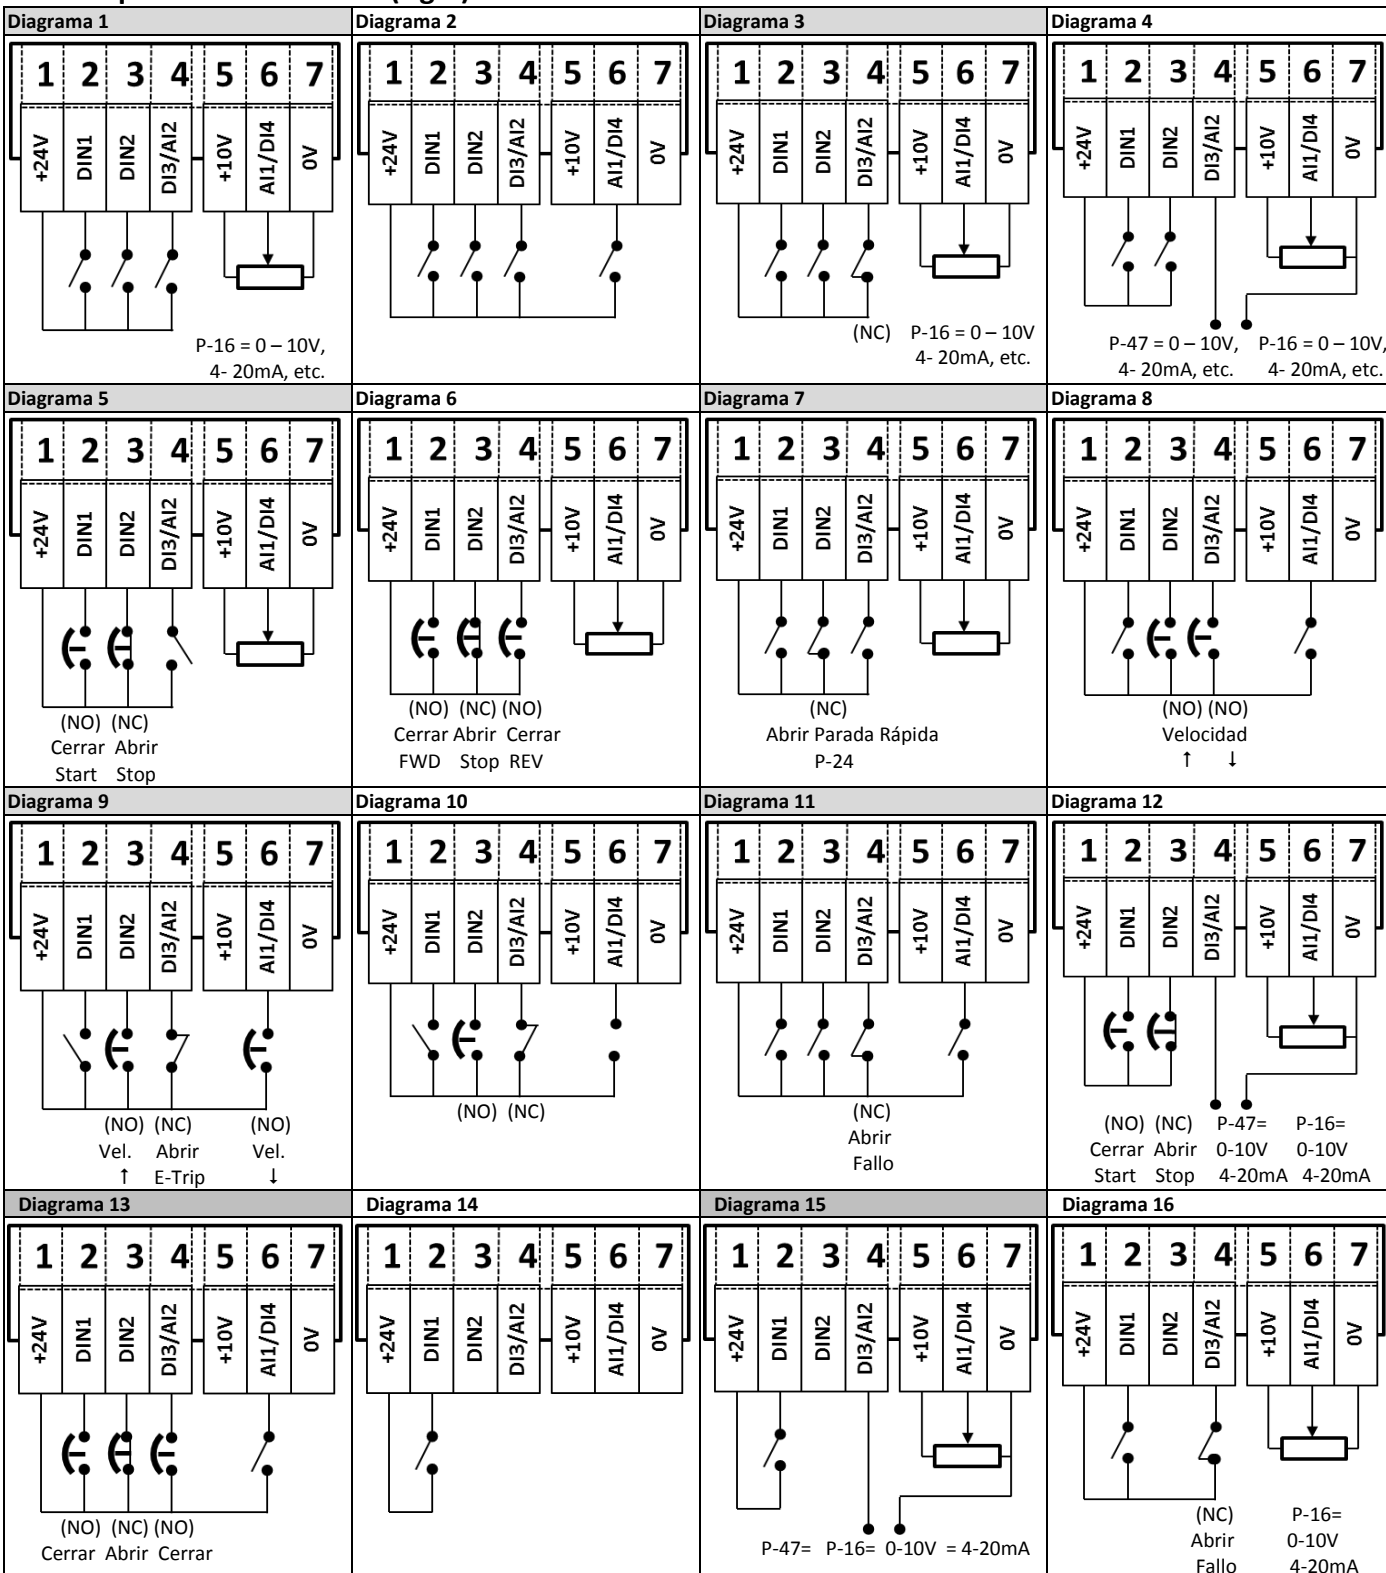 Diagrama 1
1 2 3 4 5 6 7
+24V DIN1 DIN2 DI3/AI2 +10V AI1/DI4 0V
P-16 = 0 – 10V,
4- 20mA, etc.
Diagrama 2
1 2 3 4 5 6 7
+24V DIN1 DIN2 DI3/AI2 +10V AI1/DI4 0V
Diagrama 3
1 2 3 4 5 6 7
+24V DIN1 DIN2 DI3/AI2 +10V AI1/DI4 0V
(NC) P-16 = 0 – 10V
4- 20mA, etc.
Diagrama 4
1 2 3 4 5 6 7
+24V DIN1 DIN2 DI3/AI2 +10V AI1/DI4 0V
P-47 = 0 – 10V, P-16 = 0 – 10V,
4- 20mA, etc. 4- 20mA, etc.
Diagrama 5
1 2 3 4 5 6 7
+24V DIN1 DIN2 DI3/AI2 +10V AI1/DI4 0V
(NO) (NC)
Cerrar Abrir
Start Stop
Diagrama 6
1 2 3 4 5 6 7
+24V DIN1 DIN2 DI3/AI2 +10V AI1/DI4 0V
(NO) (NC) (NO)
Cerrar Abrir Cerrar
FWD Stop REV
Diagrama 7
1 2 3 4 5 6 7
+24V DIN1 DIN2 DI3/AI2 +10V AI1/DI4 0V
(NC)
Abrir Parada Rápida
P-24
Diagrama 8
1 2 3 4 5 6 7
+24V DIN1 DIN2 DI3/AI2 +10V AI1/DI4 0V
(NO) (NO)
Velocidad
↑ ↓
Diagrama 9
1 2 3 4 5 6 7
+24V DIN1 DIN2 DI3/AI2 +10V AI1/DI4 0V
(NO) (NC) (NO)
Vel. Abrir Vel.
↑ E-Trip ↓
Diagrama 10
1 2 3 4 5 6 7
+24V DIN1 DIN2 DI3/AI2 +10V AI1/DI4 0V
(NO) (NC)
Diagrama 11
1 2 3 4 5 6 7
+24V DIN1 DIN2 DI3/AI2 +10V AI1/DI4 0V
(NC)
Abrir
Fallo
Diagrama 12
1 2 3 4 5 6 7
+24V DIN1 DIN2 DI3/AI2 +10V AI1/DI4 0V
(NO) (NC) P-47= P-16=
Cerrar Abrir 0-10V 0-10V
Start Stop 4-20mA 4-20mA
Diagrama 13
1 2 3 4 5 6 7
+24V DIN1 DIN2 DI3/AI2 +10V AI1/DI4 0V
(NO) (NC) (NO)
Cerrar Abrir Cerrar
Diagrama 14
1 2 3 4 5 6 7
+24V DIN1 DIN2 DI3/AI2 +10V AI1/DI4 0V
Diagrama 15
1 2 3 4 5 6 7
+24V DIN1 DIN2 DI3/AI2 +10V AI1/DI4 0V
P-47= P-16= 0-10V = 4-20mA
Diagrama 16
1 2 3 4 5 6 7
+24V DIN1 DIN2 DI3/AI2 +10V AI1/DI4 0V
(NC) P-16=
Abrir 0-10V
Fallo 4-20mA